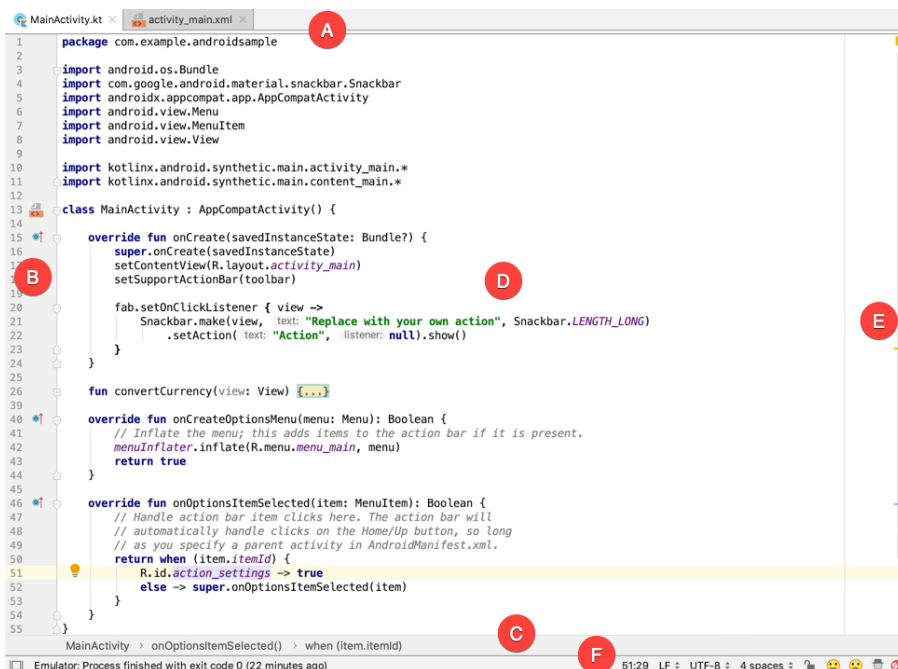 MainActivity.kt × activity_main.xml ×
A
1 package com.example.androidsample
2
3 import android.os.Bundle
4 import com.google.android.material.snackbar.Snackbar
5 import androidx.appcompat.app.AppCompatActivity
6 import android.view.Menu
7 import android.view.MenuItem
8 import android.view.View
9
10 import kotlinx.android.synthetic.main.activity_main.*
11 import kotlinx.android.synthetic.main.content_main.*
12
13 class MainActivity : AppCompatActivity() {
14
15 override fun onCreate(savedInstanceState: Bundle?) {
16 super.onCreate(savedInstanceState)
setContentView(R.layout.activity_main)
B
D
setSupportActionBar(toolbar)
19
20 fab.setOnClickListener { view ->
21 Snackbar.make(view, text: "Replace with your own action", Snackbar.LENGTH_LONG)
E
22 .setAction( text: "Action", listener: null).show()
23 }
24 }
25
26 fun convertCurrency(view: View) {...}
39
40 override fun onCreateOptionsMenu(menu: Menu): Boolean {
41 // Inflate the menu; this adds items to the action bar if it is present.
42 menuInflater.inflate(R.menu.menu_main, menu)
43 return true
44 }
45
46 override fun onOptionsItemSelected(item: MenuItem): Boolean {
47 // Handle action bar item clicks here. The action bar will
48 // automatically handle clicks on the Home/Up button, so long
49 // as you specify a parent activity in AndroidManifest.xml.
50 return when (item.itemId) {
51 R.id.action_settings -> true
52 else -> super.onOptionsItemSelected(item)
53 }
54 }
55 }
C
MainActivity > onOptionsItemSelected() > when (item.itemId)
F
Emulator: Process finished with exit code 0 (22 minutes ago) 51:29 LF UTF-8 4 spaces